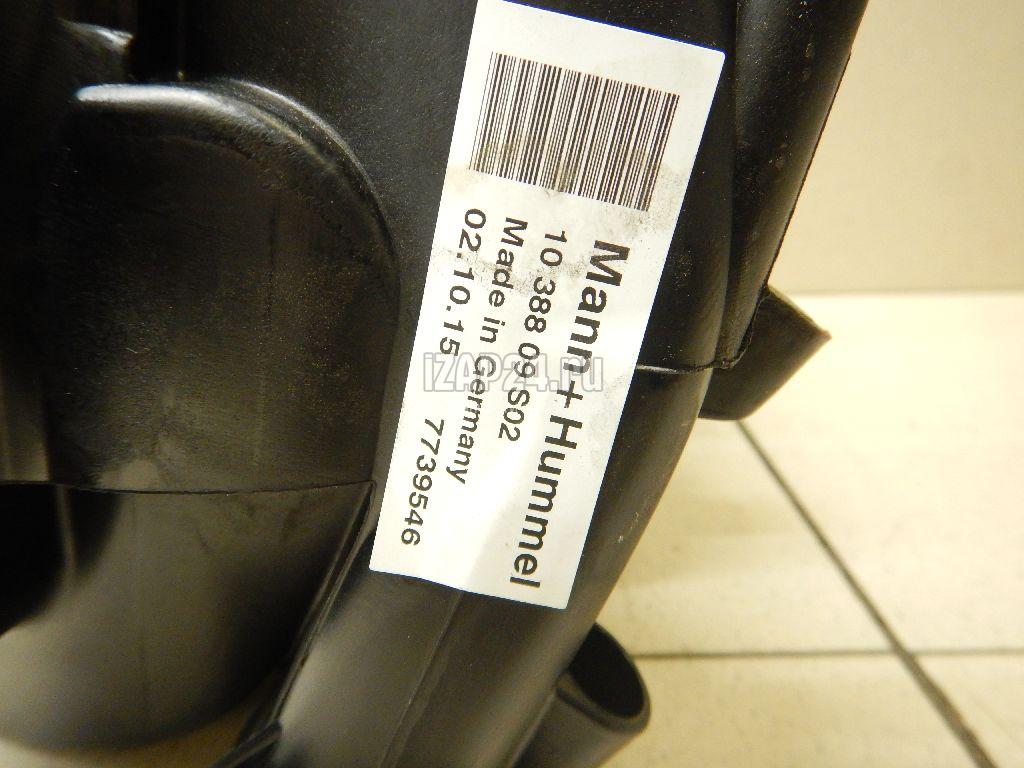 Mann+Hummel
10 388 09 S02
Made in Germany
02.10.15 7739546
iZAP24.ru